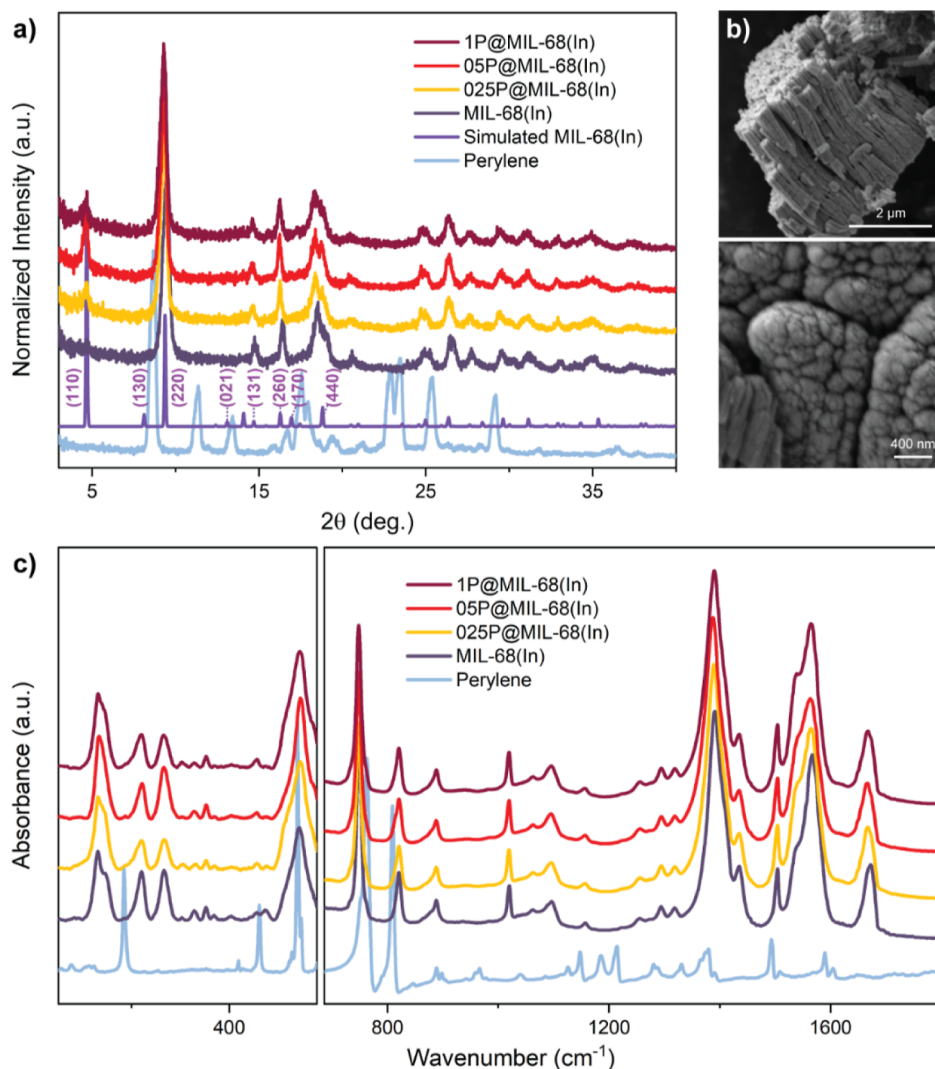 a)
1P@MIL-68(In)
05P@MIL-68(In)
025P@MIL-68(In)
MIL-68(In)
Simulated MIL-68(In)
Perylene
Normalized Intensity (a.u.)
(110)
(130)
(220)
(021)
(131)
(260)
(170)
(440)
5
15
25
35
2θ (deg.)
b)
2 μm
400 nm
c)
1P@MIL-68(In)
05P@MIL-68(In)
025P@MIL-68(In)
MIL-68(In)
Perylene
Absorbance (a.u.)
400
800
1200
1600
Wavenumber (cm⁻¹)